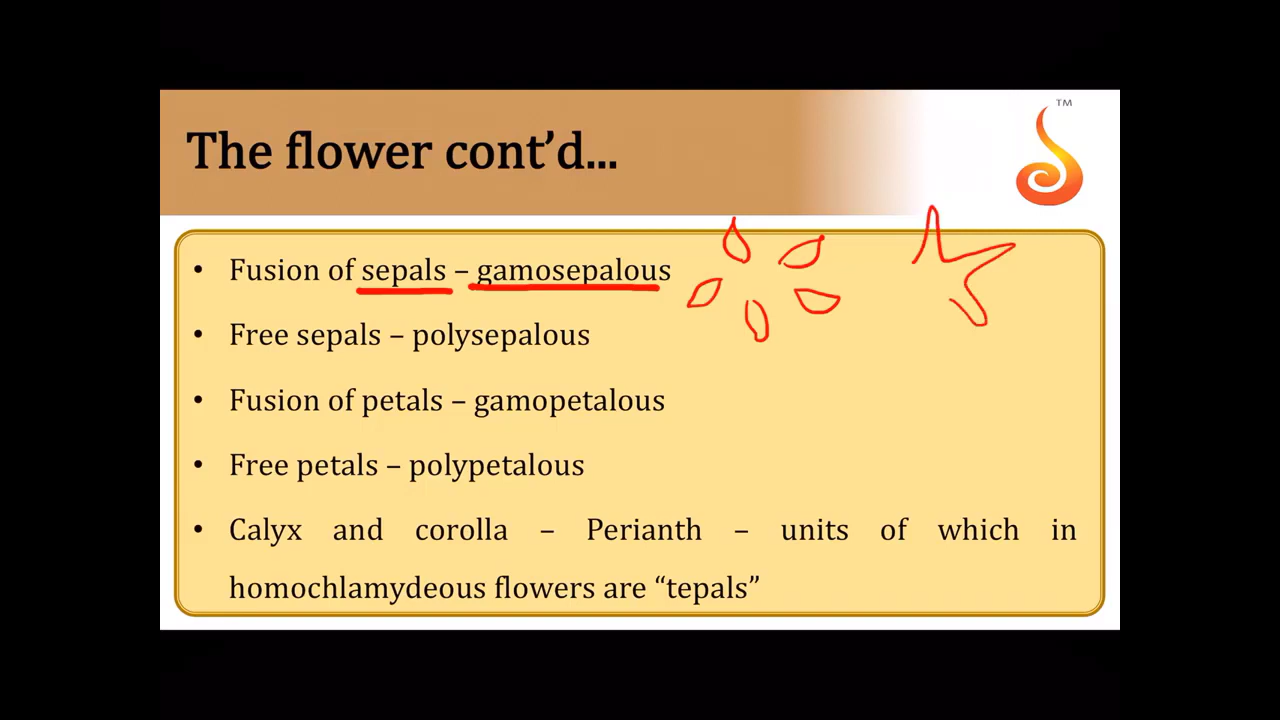 TM
The flower cont’d...
• Fusion of sepals – gamosepalous
• Free sepals – polysepalous
• Fusion of petals – gamopetalous
• Free petals – polypetalous
• Calyx and corolla – Perianth – units of which in
homochlamydeous flowers are “tepals”